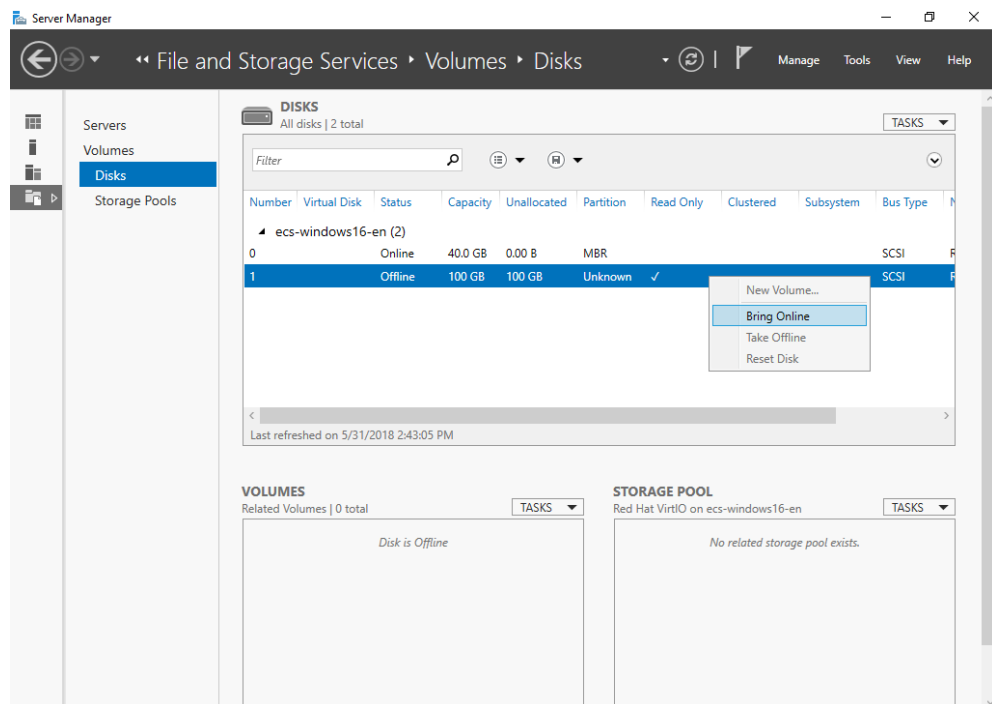 Server Manager
File and Storage Services Volumes Disks
Manage Tools View Help
Servers
Volumes
Disks
Storage Pools
DISKS
All disks | 2 total
TASKS
Filter
Number Virtual Disk Status Capacity Unallocated Partition Read Only Clustered Subsystem Bus Type N
ecs-windows16-en (2)
0 Online 40.0 GB 0.00 B MBR SCSI R
1 Offline 100 GB 100 GB Unknown ✓ SCSI R
New Volume...
Bring Online
Take Offline
Reset Disk
Last refreshed on 5/31/2018 2:43:05 PM
VOLUMES
Related Volumes | 0 total
TASKS
Disk is Offline
STORAGE POOL
Red Hat VirtIO on ecs-windows16-en
TASKS
No related storage pool exists.